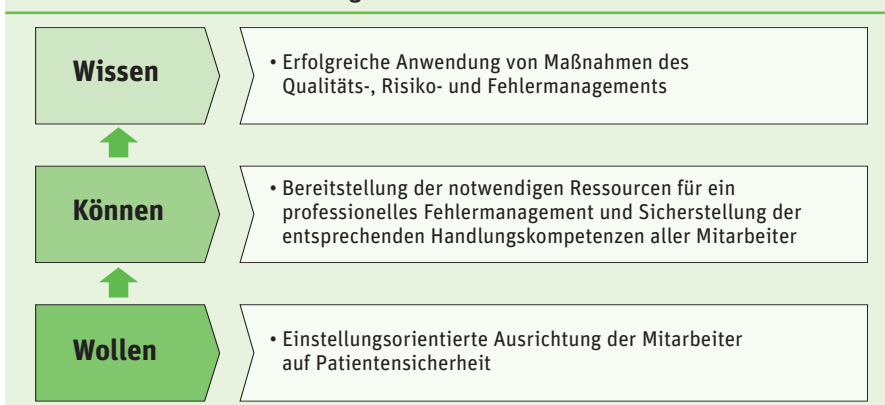 Wissen
• Erfolgreiche Anwendung von Maßnahmen des
Qualitäts-, Risiko- und Fehlermanagements
Können
• Bereitstellung der notwendigen Ressourcen für ein
professionelles Fehlermanagement und Sicherstellung der
entsprechenden Handlungskompetenzen aller Mitarbeiter
Wollen
• Einstellungsorientierte Ausrichtung der Mitarbeiter
auf Patientensicherheit